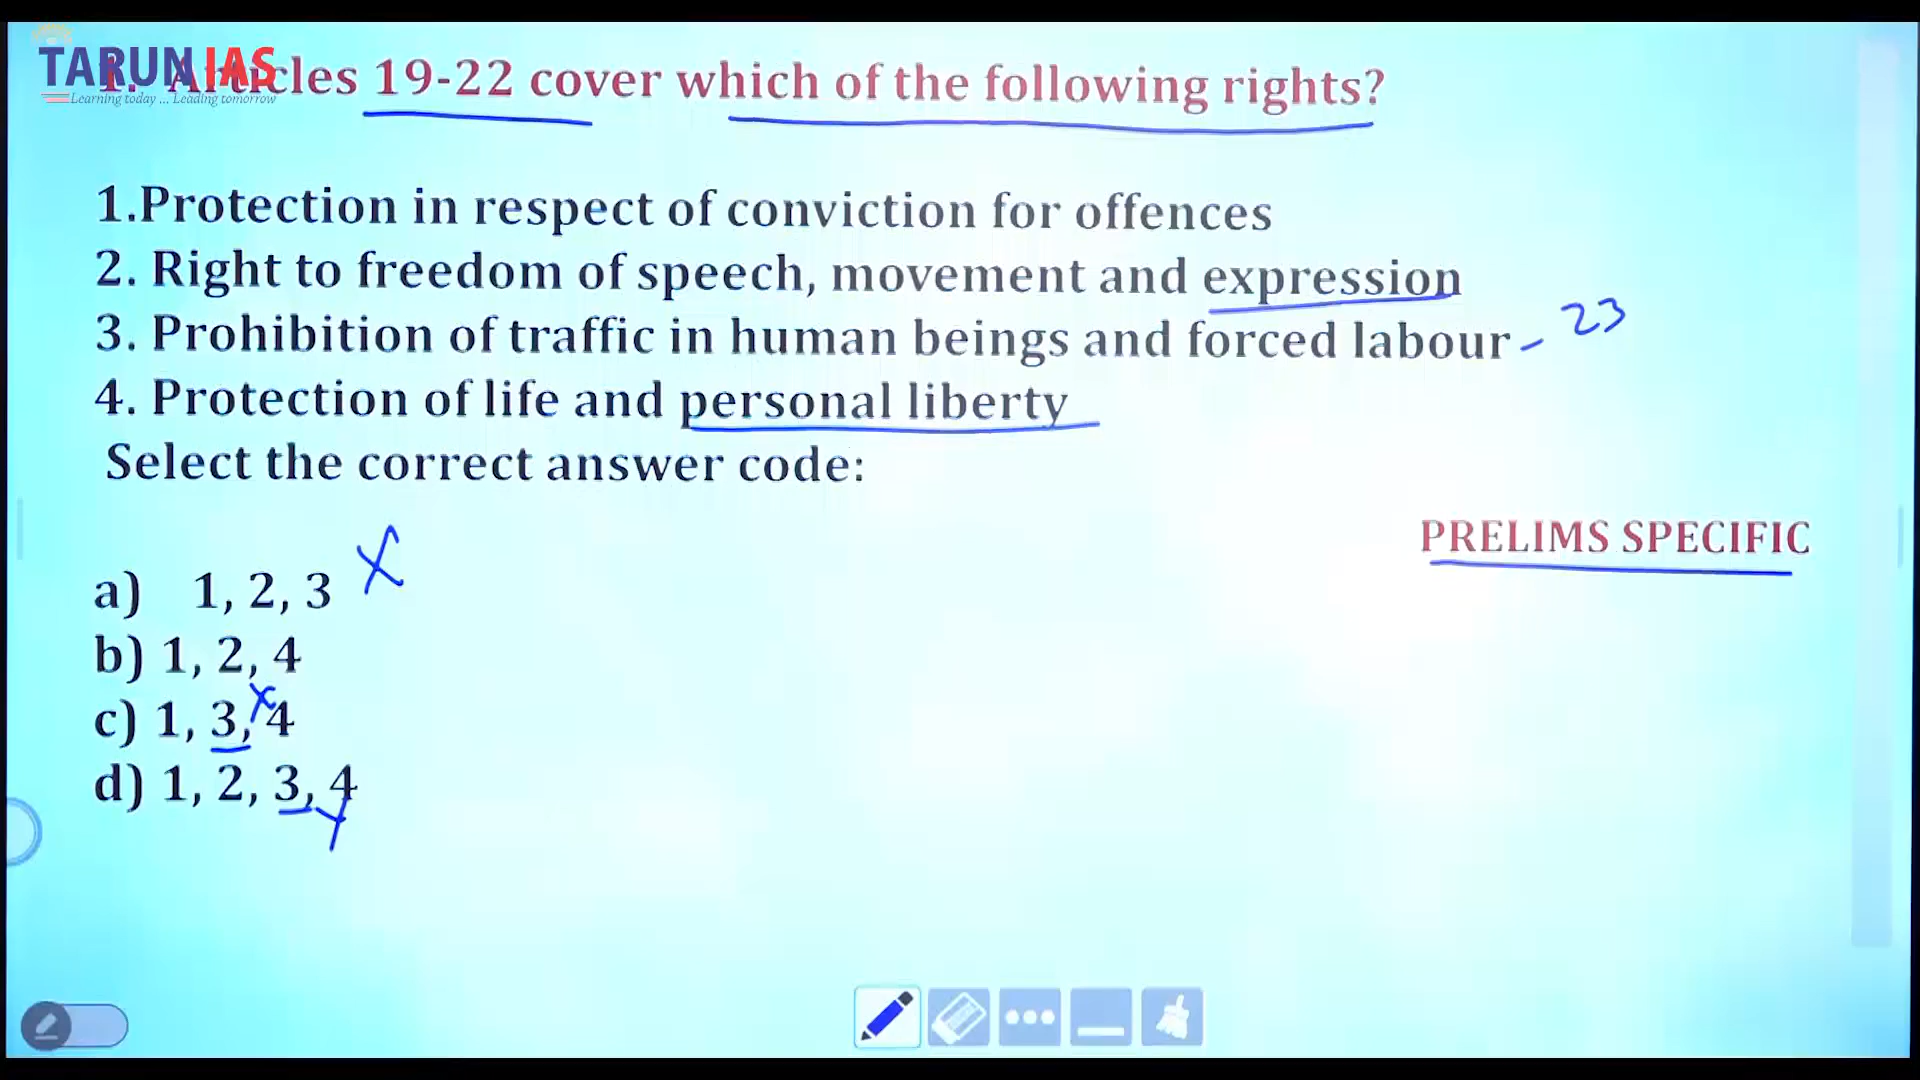 TARUN IAS
Learning today ... Leading tomorrow
1. Articles 19-22 cover which of the following rights?
1.Protection in respect of conviction for offences
2. Right to freedom of speech, movement and expression
3. Prohibition of traffic in human beings and forced labour - 23
4. Protection of life and personal liberty
Select the correct answer code:
PRELIMS SPECIFIC
a) 1, 2, 3 X
b) 1, 2, 4
c) 1, 3, 4 x
d) 1, 2, 3, 4